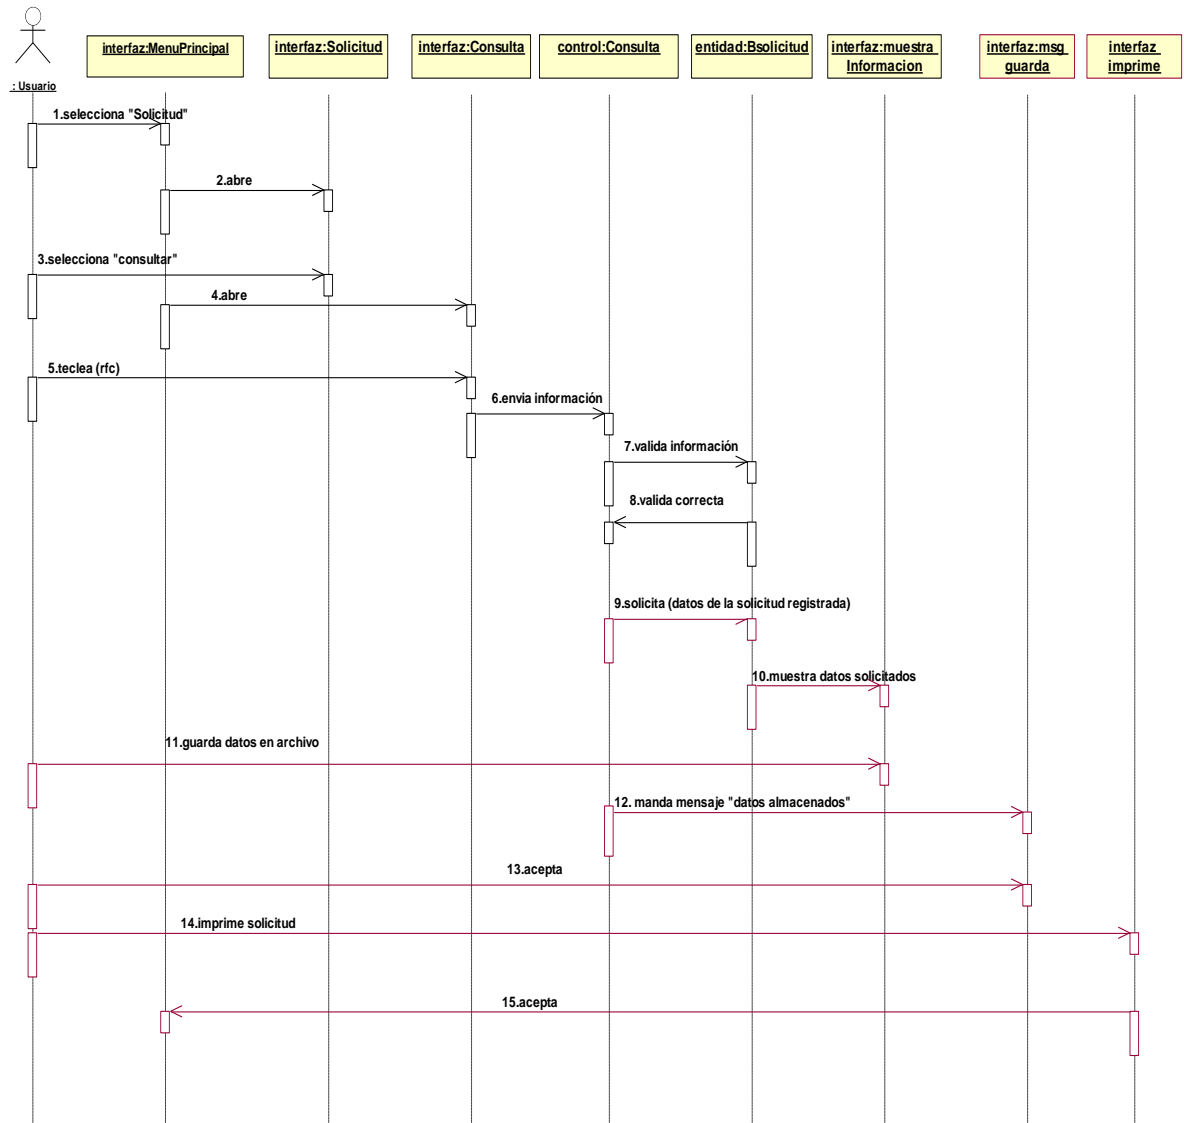 : Usuario
interfaz:MenuPrincipal
interfaz:Solicitud
interfaz:Consulta
control:Consulta
entidad:Bsolicitud
interfaz:muestra
Informacion
interfaz:msg
guarda
interfaz
imprime
1.selecciona "Solicitud"
2.abre
3.selecciona "consultar"
4.abre
5.teclea (rfc)
6.envia información
7.valida información
8.valida correcta
9.solicita (datos de la solicitud registrada)
10.muestra datos solicitados
11.guarda datos en archivo
12. manda mensaje "datos almacenados"
13.acepta
14.imprime solicitud
15.acepta